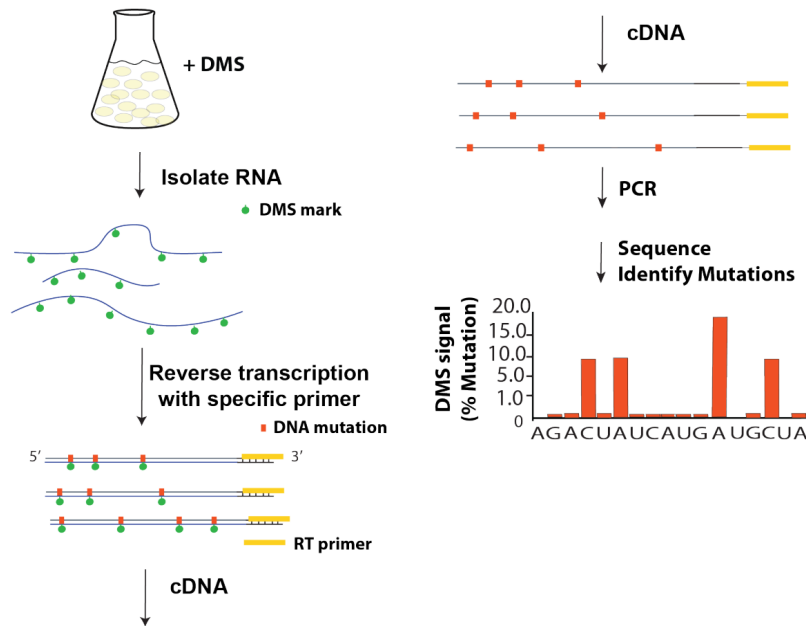 + DMS
Isolate RNA
DMS mark
Reverse transcription
with specific primer
DNA mutation
5'
3'
RT primer
cDNA
cDNA
PCR
Sequence
Identify Mutations
DMS signal
(% Mutation)
20.0
15.0
10.0
5.0
1.0
0
AGACUAUCAUGAUGCUA